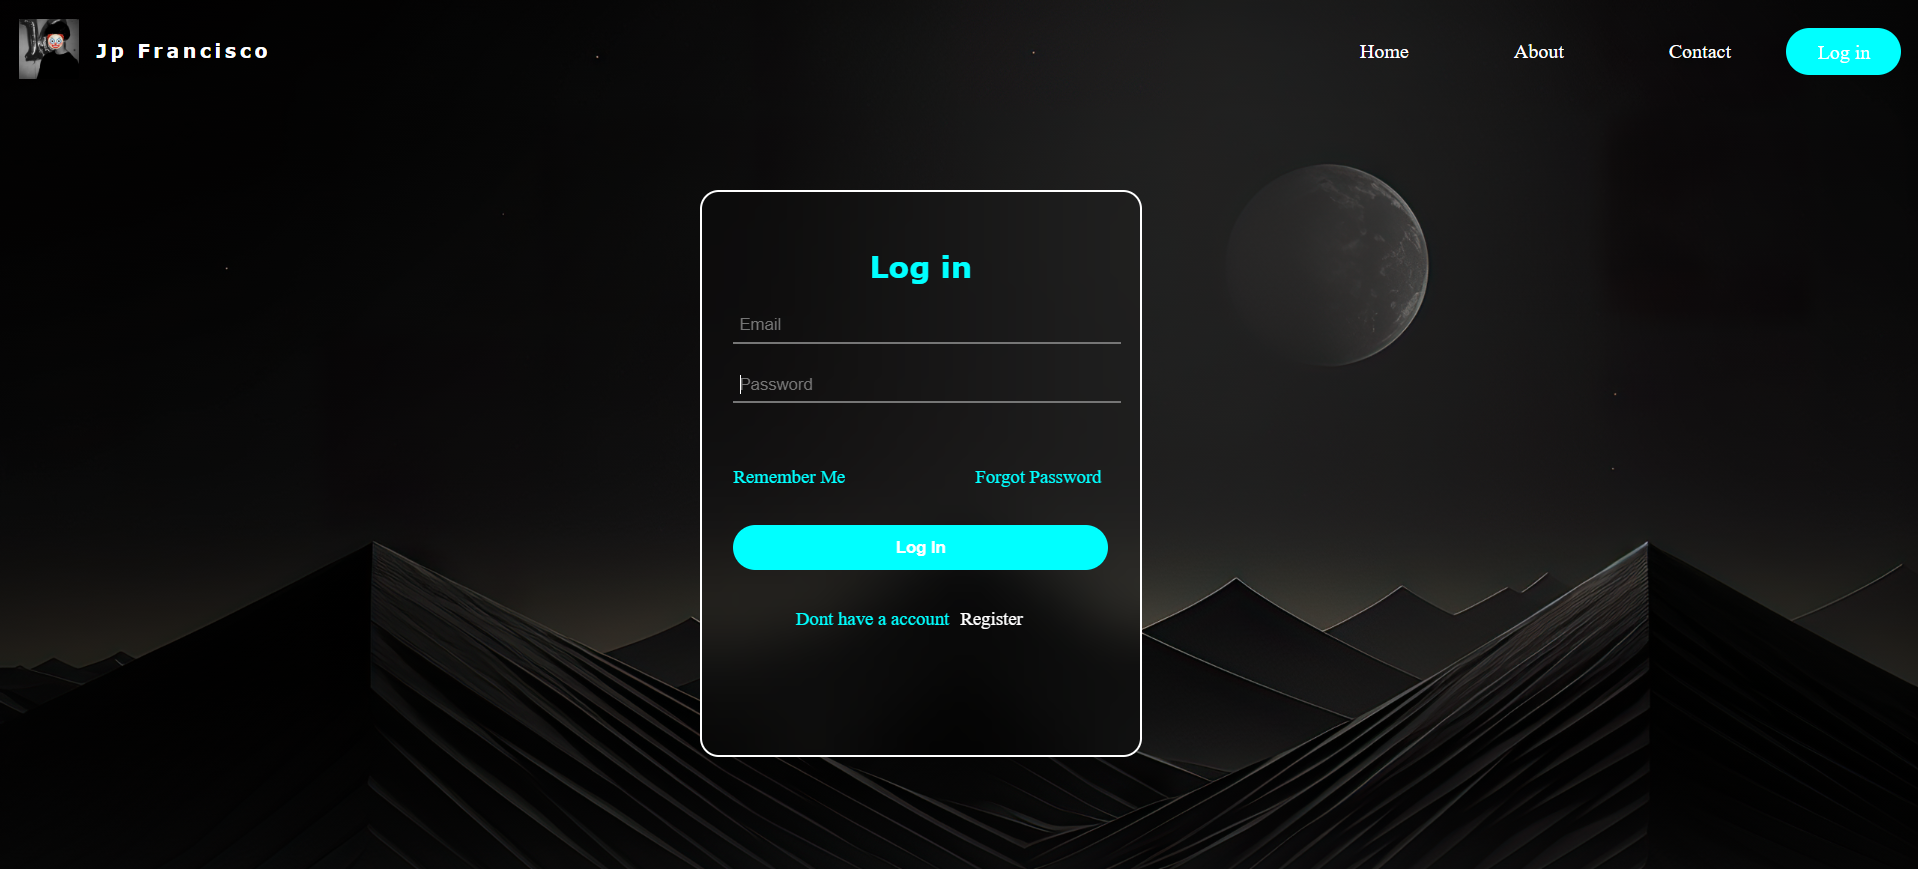 Jp Francisco
Home About Contact Log in
Log in
Email
Password
Remember Me Forgot Password
Log In
Dont have a account Register